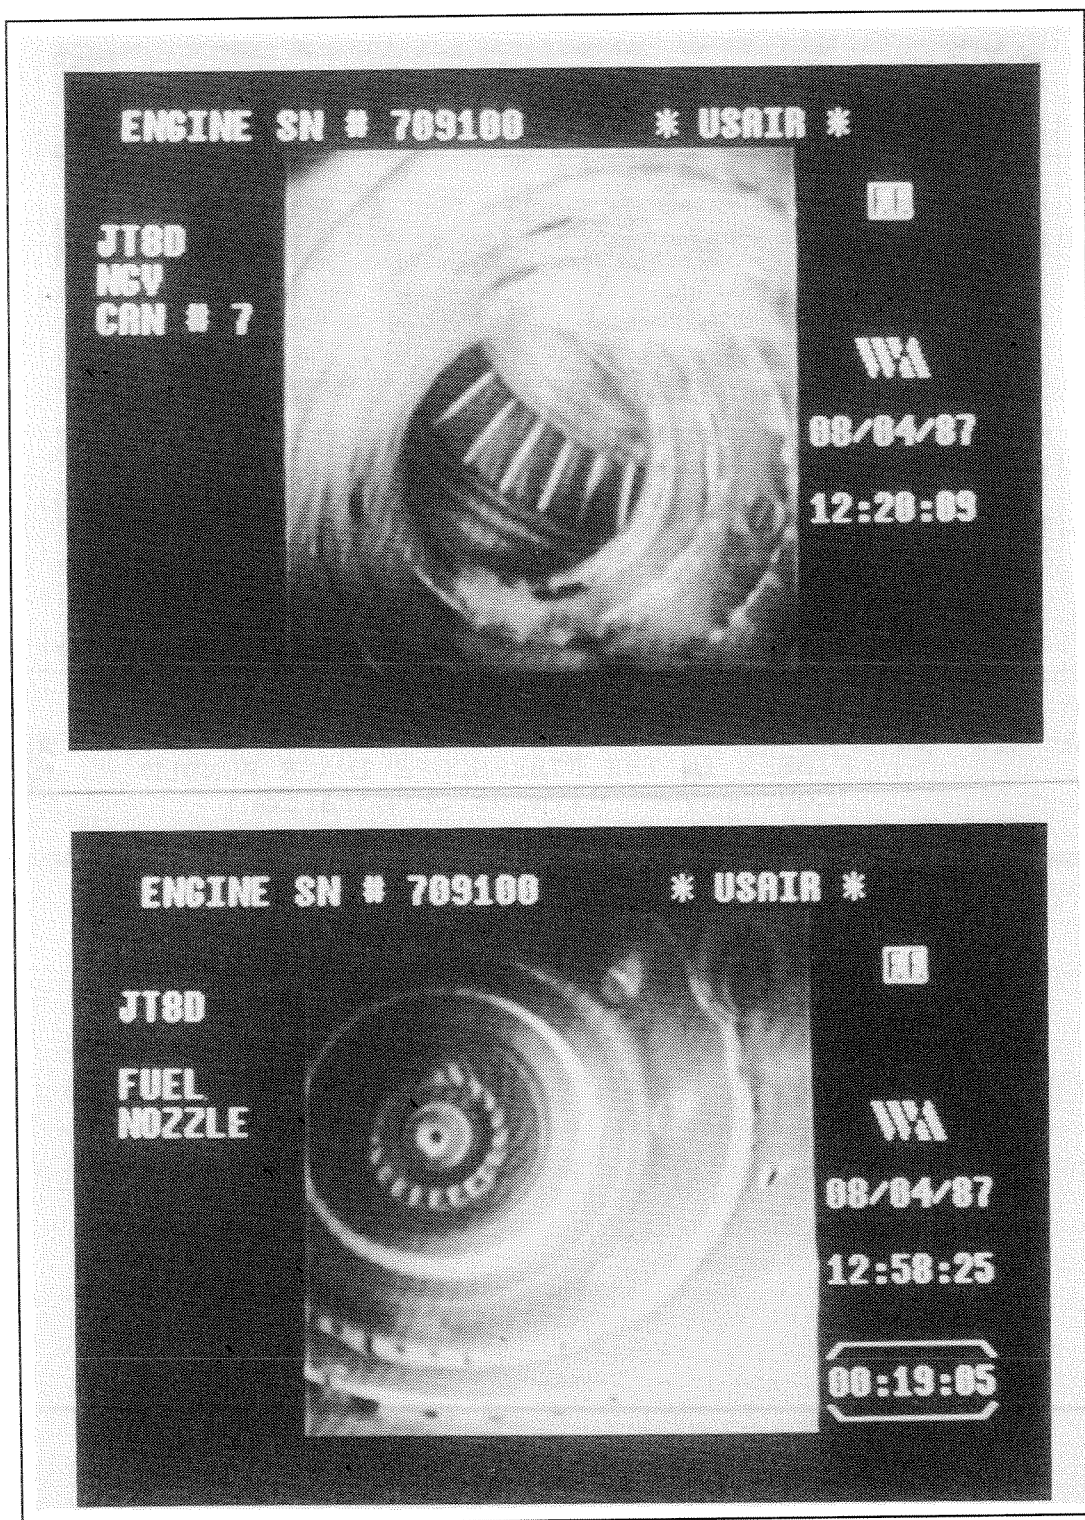 ENGINE SN # 709100 * USAIR *
JT8D
NGV
CAN # 7
WA
08/04/87
12:20:09
ENGINE SN # 709100 * USAIR *
JT8D
FUEL
NOZZLE
WA
08/04/87
12:58:25
00:19:05